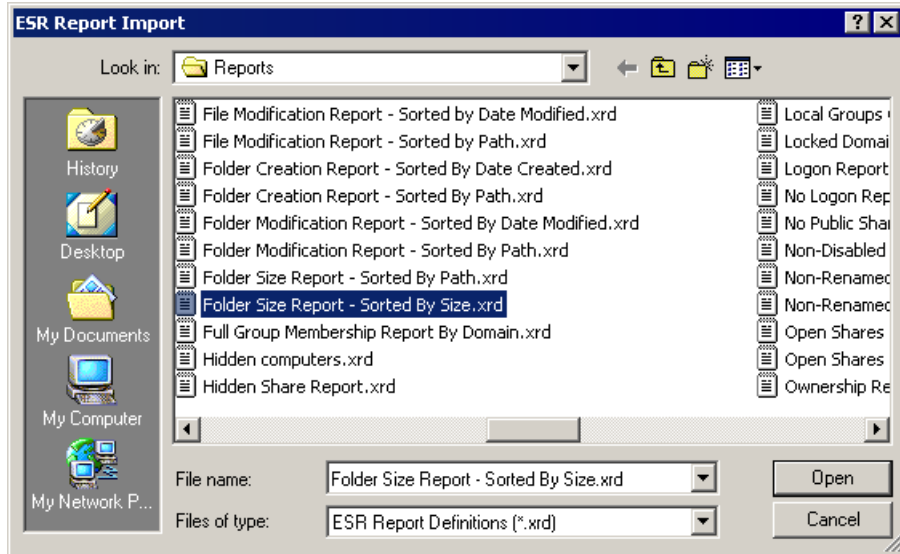 ESR Report Import
Look in: Reports
History
Desktop
My Documents
My Computer
My Network P...
File Modification Report - Sorted by Date Modified.xrd
File Modification Report - Sorted by Path.xrd
Folder Creation Report - Sorted By Date Created.xrd
Folder Creation Report - Sorted By Path.xrd
Folder Modification Report - Sorted By Date Modified.xrd
Folder Modification Report - Sorted By Path.xrd
Folder Size Report - Sorted By Path.xrd
Folder Size Report - Sorted By Size.xrd
Full Group Membership Report By Domain.xrd
Hidden computers.xrd
Hidden Share Report.xrd
Local Groups
Locked Domai
Logon Report
No Logon Rep
No Public Shar
Non-Disabled
Non-Renamed
Non-Renamed
Open Shares
Open Shares
Ownership Re
File name: Folder Size Report - Sorted By Size.xrd Open
Files of type: ESR Report Definitions (*.xrd) Cancel